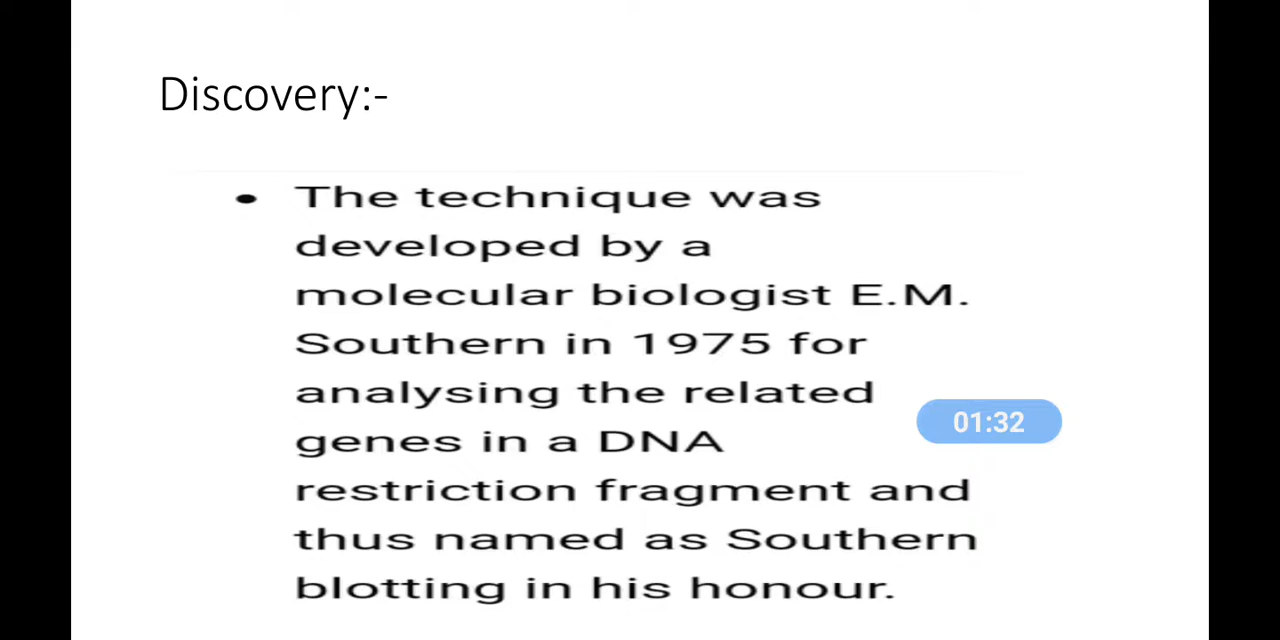 Discovery:-
• The technique was
developed by a
molecular biologist E.M.
Southern in 1975 for
analysing the related
genes in a DNA
01:32
restriction fragment and
thus named as Southern
blotting in his honour.